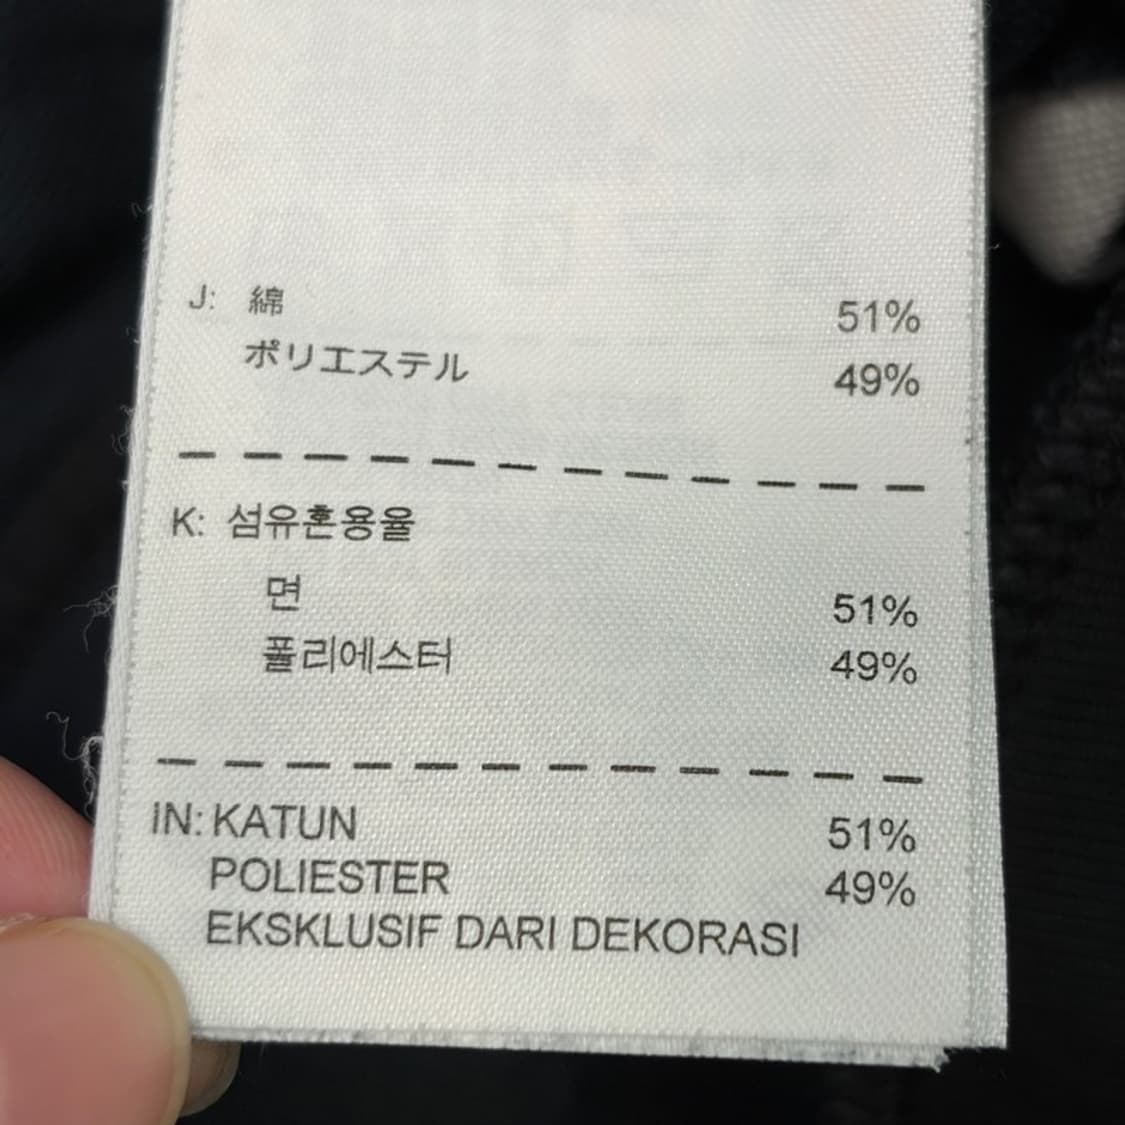 J: 綿 51%
ポリエステル 49%
K: 섬유혼용율
면 51%
폴리에스터 49%
IN: KATUN 51%
POLIESTER 49%
EKSKLUSIF DARI DEKORASI